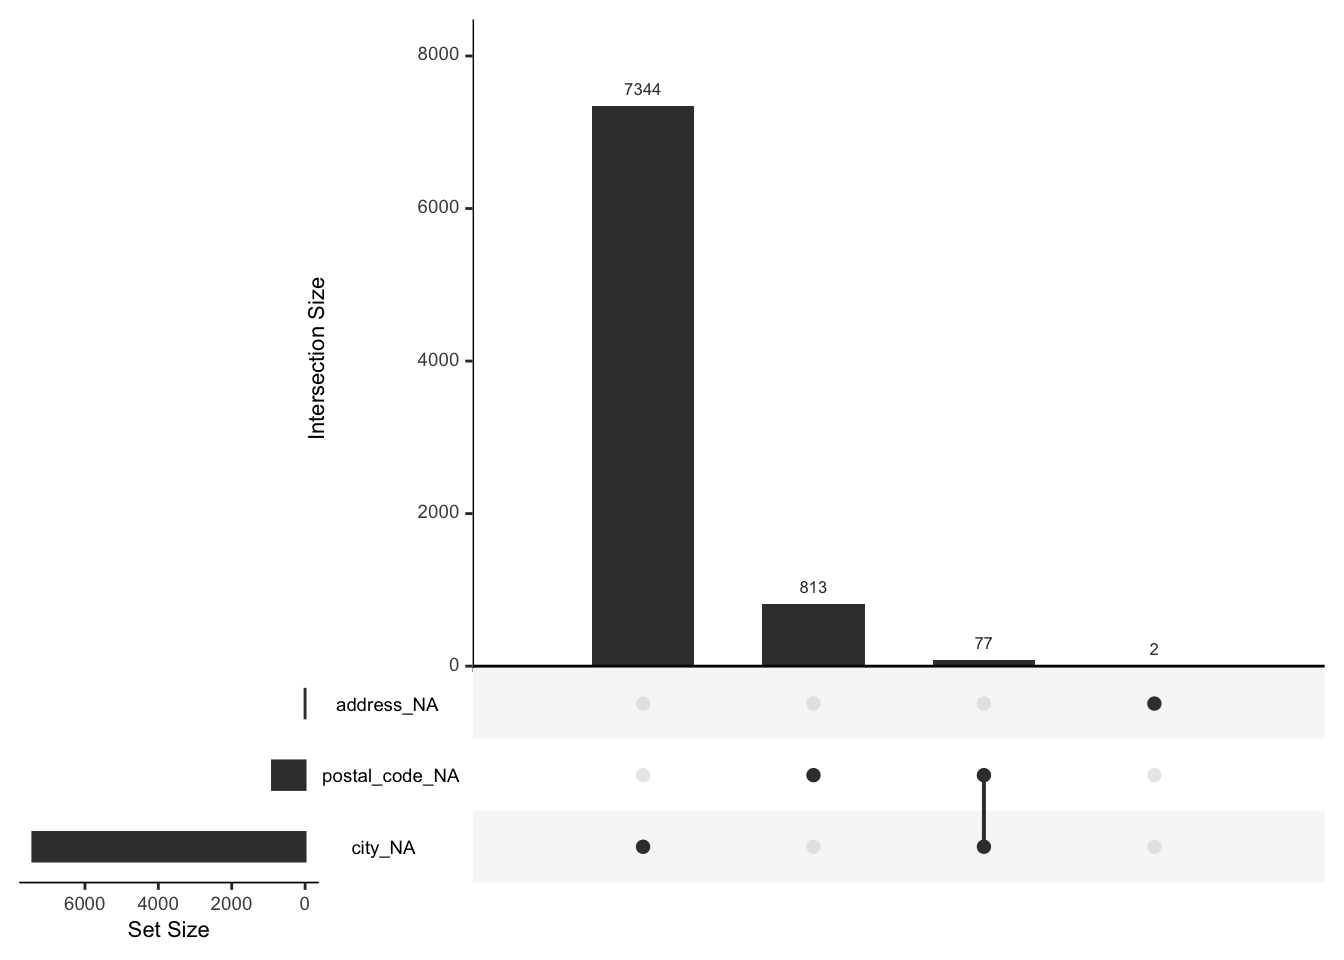 8000
7344
6000
Intersection Size
4000
2000
813
77
2
0
address_NA
postal_code_NA
city_NA
6000 4000 2000 0
Set Size